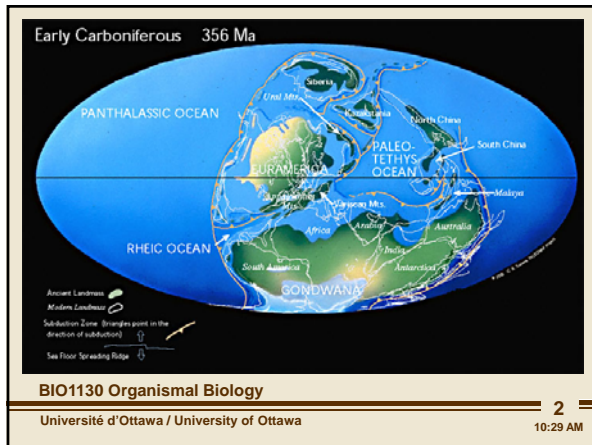 Early Carboniferous 356 Ma
Siberia
Ural Mts.
PANTHALASSIC OCEAN
Kazakstania
North China
PALEO-
TETHYS
OCEAN
South China
EURAMERICA
Appalachian
Mts.
Variscan Mts.
Malaya
Africa
Arabia
Australia
RHEIC OCEAN
India
South America
Antarctica
GONDWANA
Ancient Landmass
Modern Landmass
Subduction Zone (triangles point in the
direction of subduction)
Sea Floor Spreading Ridge
BIO1130 Organismal Biology
Université d'Ottawa / University of Ottawa
2
10:29 AM